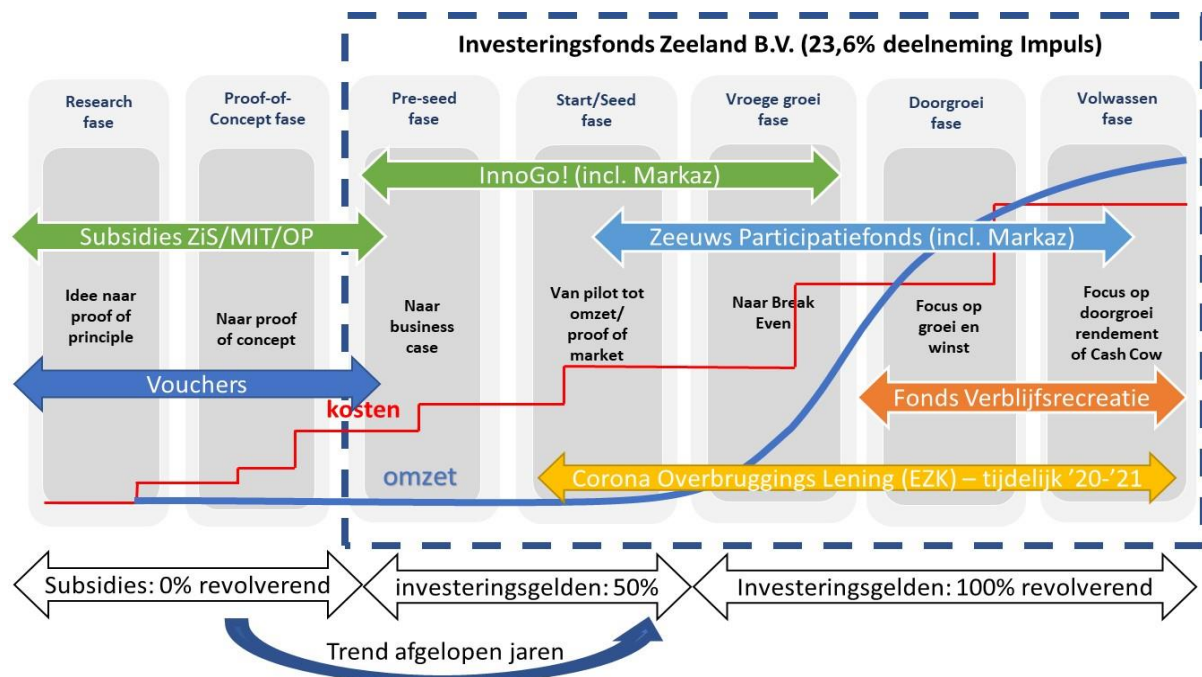 Investeringsfonds Zeeland B.V. (23,6% deelneming Impuls)
Research
fase
Proof-of-
Concept fase
Pre-seed
fase
Start/Seed
fase
Vroege groei
fase
Doorgroei
fase
Volwassen
fase
InnoGo! (incl. Markaz)
Subsidies ZiS/MIT/OP
Zeeuws Participatiefonds (incl. Markaz)
Idee naar
proof of
principle
Naar proof
of concept
Naar
business
case
Van pilot tot
omzet/
proof of
market
Naar Break
Even
Focus op
groei en
winst
Focus op
doorgroei
rendement
of Cash Cow
Vouchers
kosten
Fonds Verblijfsrecreatie
omzet
Corona Overbruggings Lening (EZK) – tijdelijk ’20-’21
Subsidies: 0% revolverend
investeringsgelden: 50%
Investeringsgelden: 100% revolverend
Trend afgelopen jaren